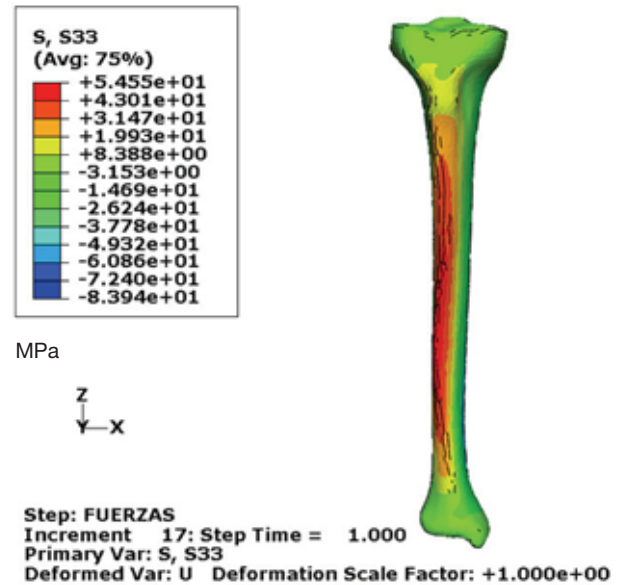 S, S33
(Avg: 75%)
+5.455e+01
+4.301e+01
+3.147e+01
+1.993e+01
+8.388e+00
-3.153e+00
-1.469e+01
-2.624e+01
-3.778e+01
-4.932e+01
-6.086e+01
-7.240e+01
-8.394e+01
MPa
Z
Y X
Step: FUERZAS
Increment 17: Step Time = 1.000
Primary Var: S, S33
Deformed Var: U Deformation Scale Factor: +1.000e+00